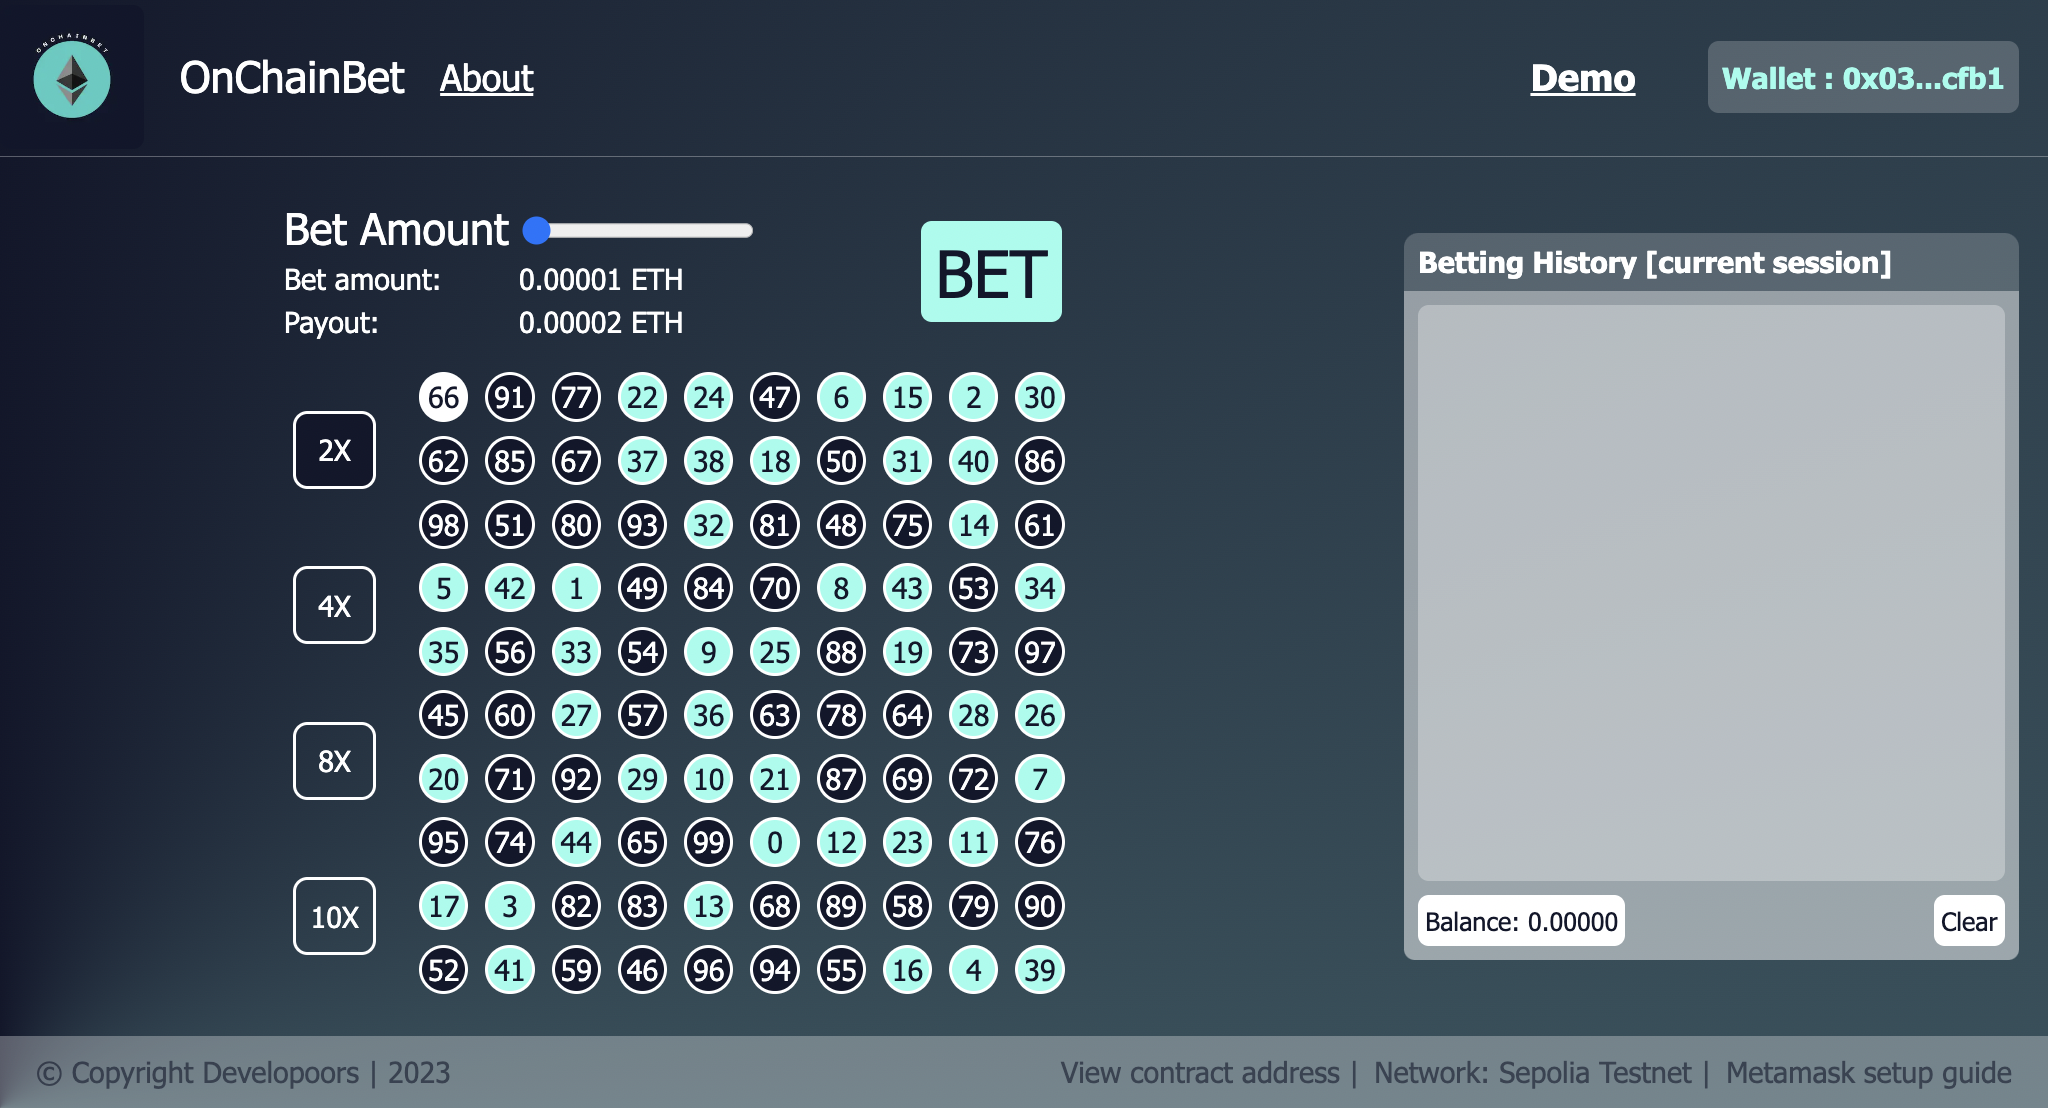 ONCHAINBET
OnChainBet About Demo Wallet : 0x03...cfb1
Bet Amount
Bet amount: 0.00001 ETH
Payout: 0.00002 ETH
BET
2X
4X
8X
10X
66 91 77 22 24 47 6 15 2 30
62 85 67 37 38 18 50 31 40 86
98 51 80 93 32 81 48 75 14 61
5 42 1 49 84 70 8 43 53 34
35 56 33 54 9 25 88 19 73 97
45 60 27 57 36 63 78 64 28 26
20 71 92 29 10 21 87 69 72 7
95 74 44 65 99 0 12 23 11 76
17 3 82 83 13 68 89 58 79 90
52 41 59 46 96 94 55 16 4 39
Betting History [current session]
Balance: 0.00000 Clear
© Copyright Developoors | 2023 View contract address | Network: Sepolia Testnet | Metamask setup guide